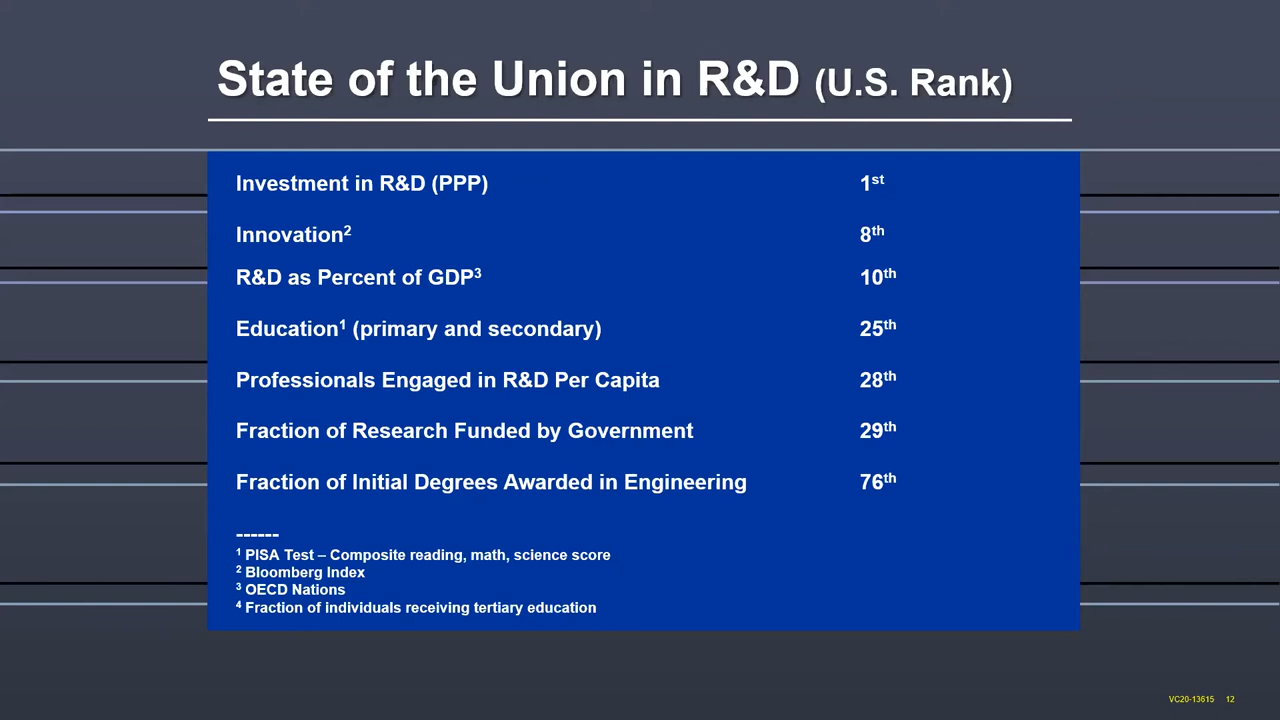 State of the Union in R&D (U.S. Rank)
Investment in R&D (PPP) 1st
Innovation2 8th
R&D as Percent of GDP3 10th
Education1 (primary and secondary) 25th
Professionals Engaged in R&D Per Capita 28th
Fraction of Research Funded by Government 29th
Fraction of Initial Degrees Awarded in Engineering 76th
------
1 PISA Test – Composite reading, math, science score
2 Bloomberg Index
3 OECD Nations
4 Fraction of individuals receiving tertiary education
VC20-13615 12